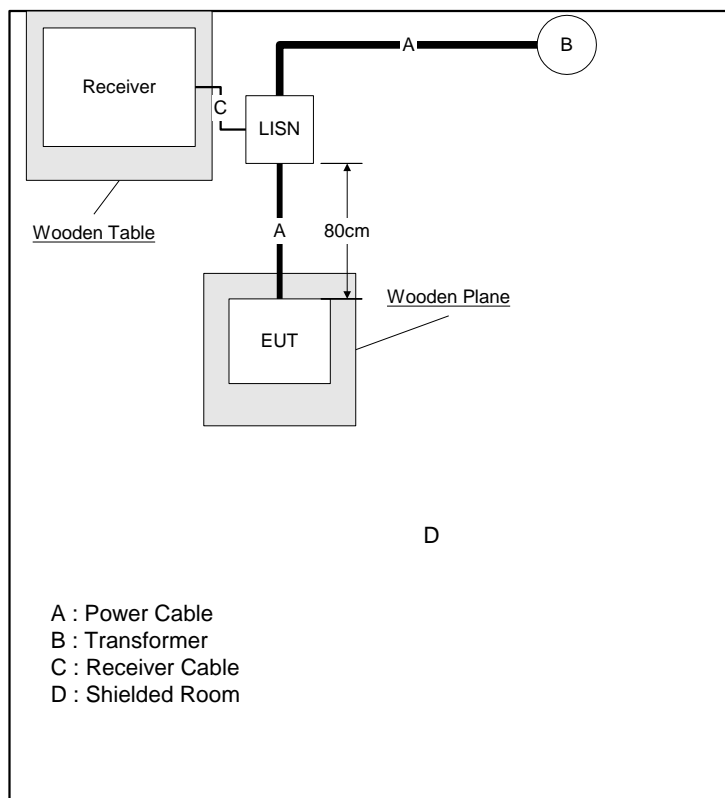 A
B
Receiver
C
LISN
Wooden Table
A
80cm
Wooden Plane
EUT
D
A : Power Cable
B : Transformer
C : Receiver Cable
D : Shielded Room